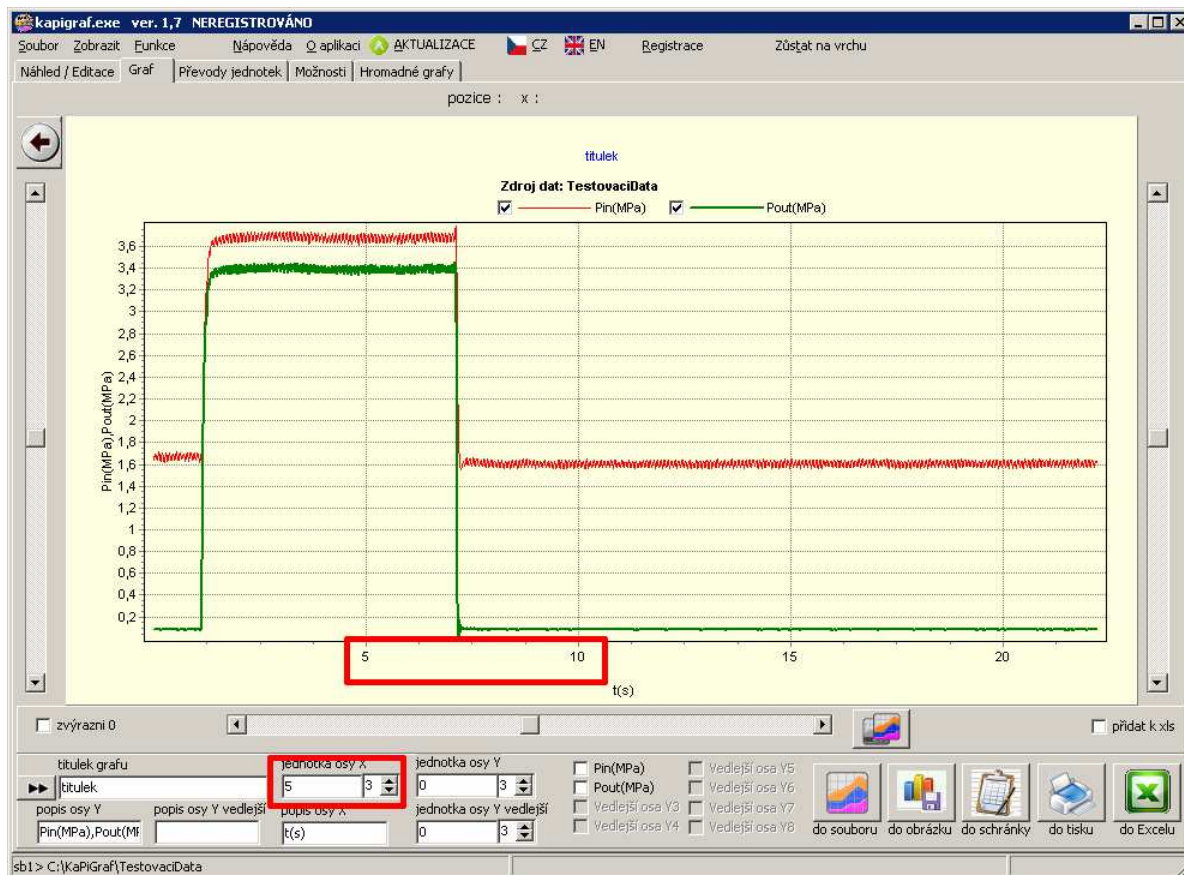 kapigraf.exe ver. 1,7 NEREGISTROVÁNO
Soubor Zobrazit Funkce Nápověda O aplikaci AKTUALIZACE CZ EN Registrace Zůstat na vrchu
Náhled / Editace Graf Převody jednotek Možnosti Hromadné grafy
pozice : x :
titulek
Zdroj dat: TestovaciData
Pin(MPa) Pout(MPa)
3,6
3,4
3,2
3
2,8
2,6
2,4
2,2
2
1,8
1,6
1,4
1,2
1
0,8
0,6
0,4
0,2
Pin(MPa),Pout(MPa)
5 10 15 20
t(s)
zvýrazni 0 přidat k xls
titulek grafu jednotka osy X jednotka osy Y
titulek 5 3 0 3
popis osy Y popis osy Y vedlejší popis osy X jednotka osy Y vedlejší
Pin(MPa),Pout(MF t(s) 0 3
Pin(MPa) Vedlejší osa Y5
Pout(MPa) Vedlejší osa Y6
Vedlejší osa Y3 Vedlejší osa Y7
Vedlejší osa Y4 Vedlejší osa Y8
do souboru do obrázku do schránky do tisku do Excelu
sb1> C:\KaPiGraf\TestovaciData